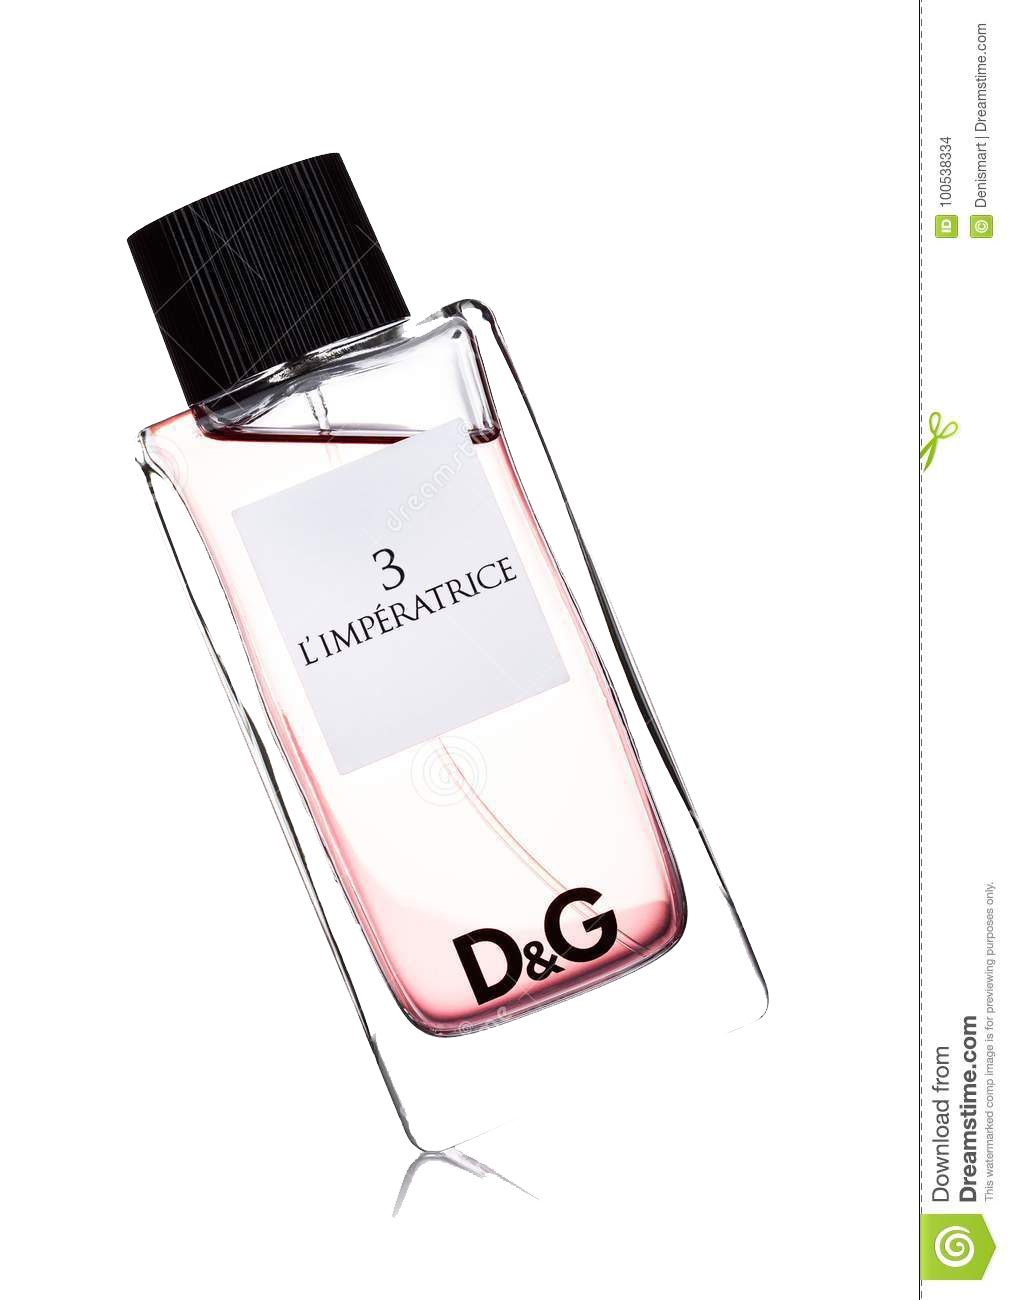 3
L'IMPÉRATRICE
D&G
dreamst
ID 100538334
© Denismart | Dreamstime.com
Download from
Dreamstime.com
This watermarked comp image is for previewing purposes only.